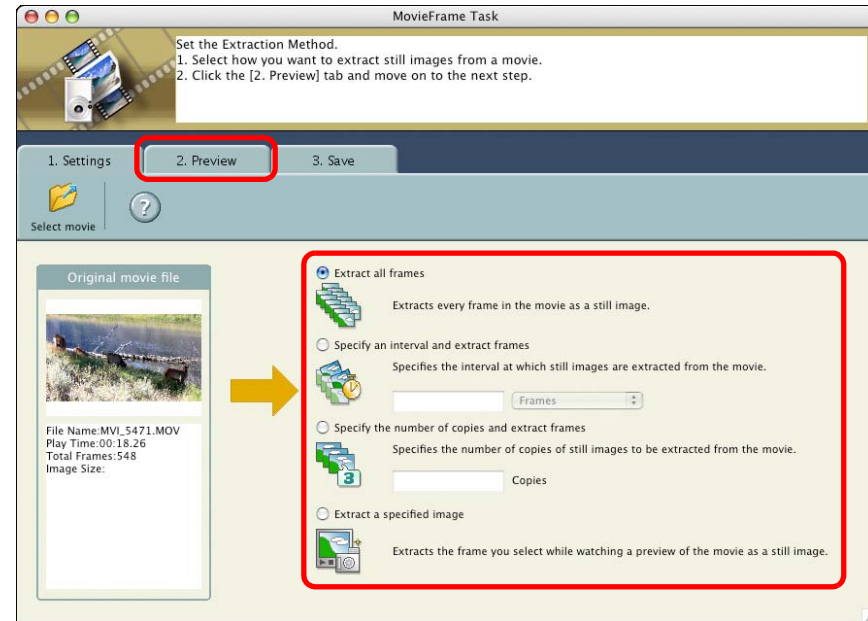 MovieFrame Task
Set the Extraction Method.
1. Select how you want to extract still images from a movie.
2. Click the [2. Preview] tab and move on to the next step.
1. Settings
2. Preview
3. Save
Select movie
?
Original movie file
File Name:MVI_5471.MOV
Play Time:00:18.26
Total Frames:548
Image Size:
Extract all frames
Extracts every frame in the movie as a still image.
Specify an interval and extract frames
Specifies the interval at which still images are extracted from the movie.
Frames
Specify the number of copies and extract frames
Specifies the number of copies of still images to be extracted from the movie.
3
Copies
Extract a specified image
Extracts the frame you select while watching a preview of the movie as a still image.